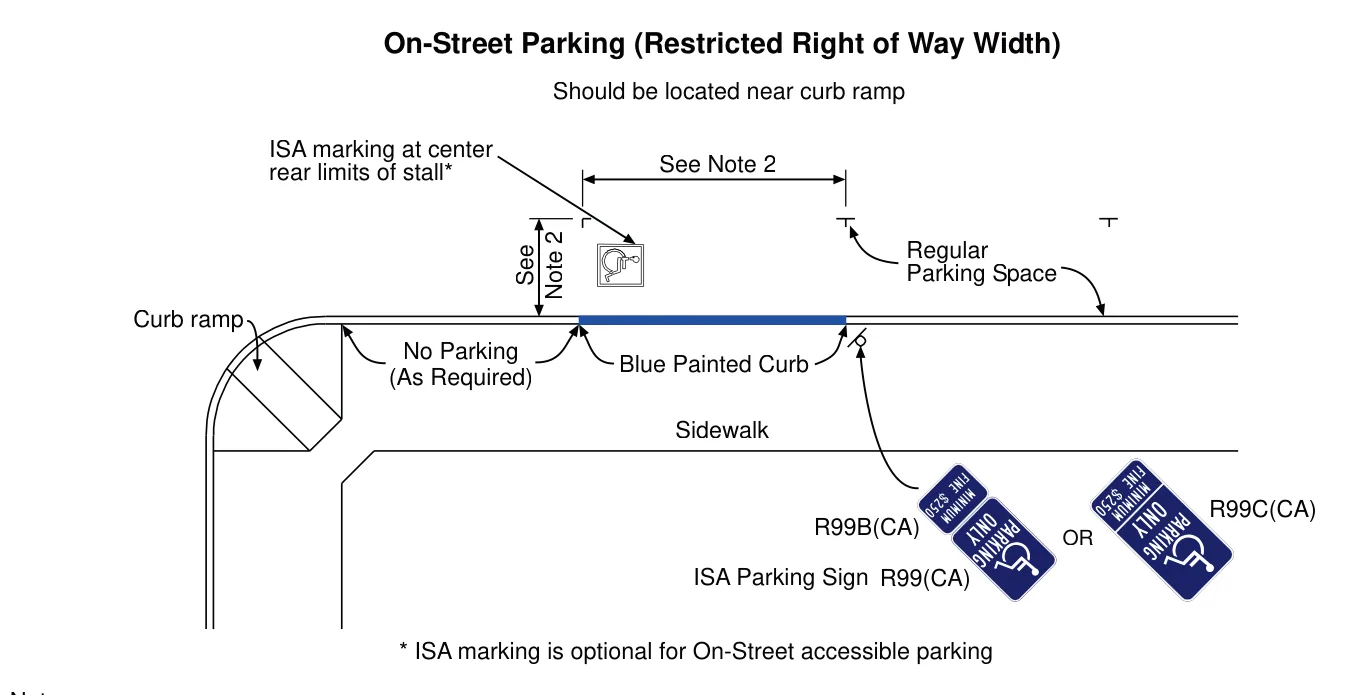 On-Street Parking (Restricted Right of Way Width)
Should be located near curb ramp
ISA marking at center
rear limits of stall*
See Note 2
See
Note 2
Regular
Parking Space
Curb ramp
No Parking
(As Required)
Blue Painted Curb
Sidewalk
MINIMUM
FINE $250
PARKING
ONLY
R99B(CA)
ISA Parking Sign R99(CA)
OR
PARKING
ONLY
MINIMUM
FINE $250
R99C(CA)
* ISA marking is optional for On-Street accessible parking